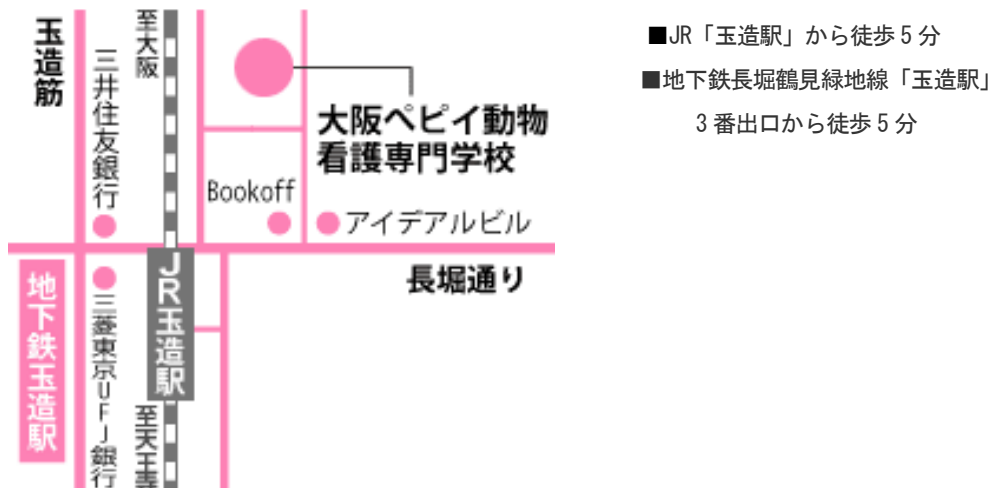 玉造筋
三井住友銀行
至大阪
大阪ペピイ動物
看護専門学校
Bookoff
アイデアルビル
長堀通り
地下鉄玉造駅
三菱東京UFJ銀行
JR玉造駅
至天王寺
■JR「玉造駅」から徒歩5分
■地下鉄長堀鶴見緑地線「玉造駅」
3番出口から徒歩5分